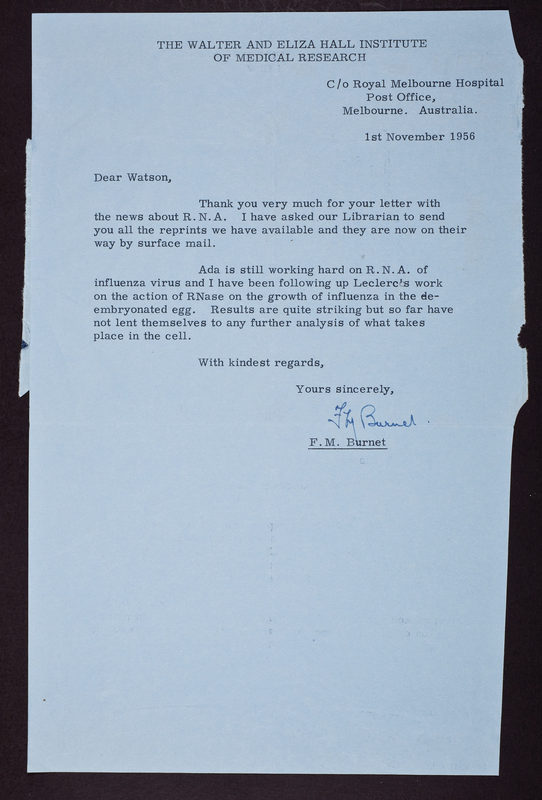 THE WALTER AND ELIZA HALL INSTITUTE
OF MEDICAL RESEARCH
C/o Royal Melbourne Hospital
Post Office,
Melbourne. Australia.
1st November 1956
Dear Watson,
Thank you very much for your letter with
the news about R.N.A. I have asked our Librarian to send
you all the reprints we have available and they are now on their
way by surface mail.
Ada is still working hard on R.N.A. of
influenza virus and I have been following up Leclerc's work
on the action of RNase on the growth of influenza in the de-
embryonated egg. Results are quite striking but so far have
not lent themselves to any further analysis of what takes
place in the cell.
With kindest regards,
Yours sincerely,
FM Burnet.
F.M. Burnet